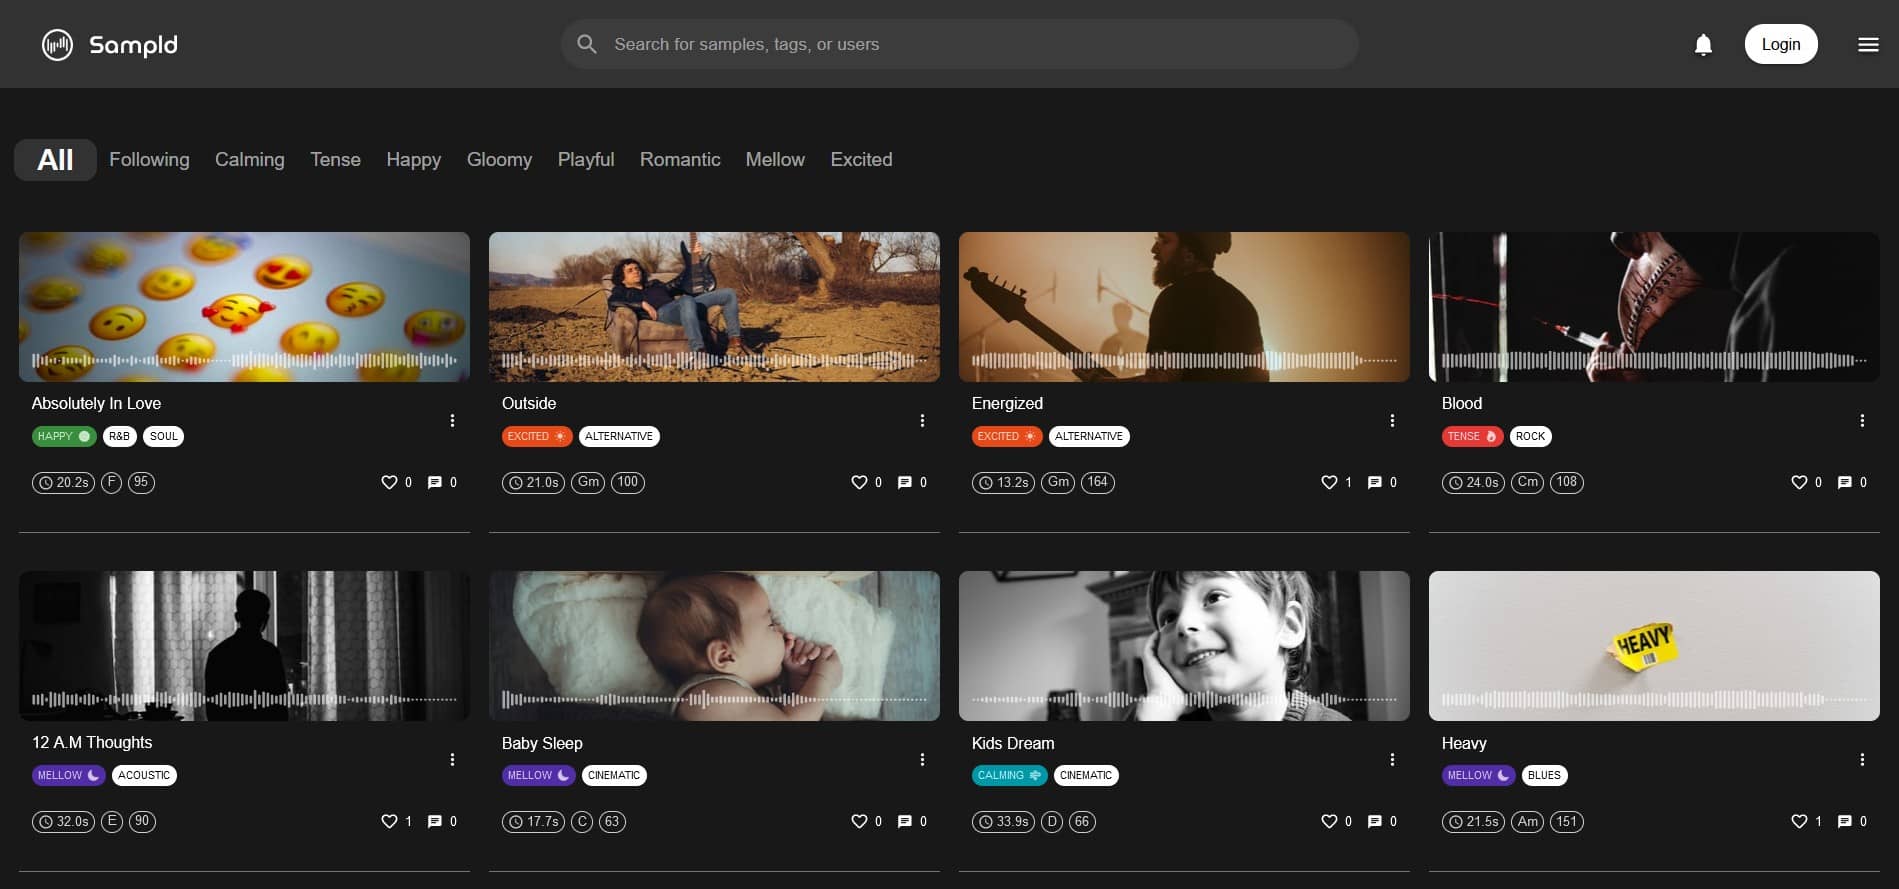 Sampld
Search for samples, tags, or users
Login
All Following Calming Tense Happy Gloomy Playful Romantic Mellow Excited
Absolutely In Love
HAPPY R&B SOUL
20.2s F 95 0 0
Outside
EXCITED ALTERNATIVE
21.0s Gm 100 0 0
Energized
EXCITED ALTERNATIVE
13.2s Gm 164 1 0
Blood
TENSE ROCK
24.0s Cm 108 0 0
12 A.M Thoughts
MELLOW ACOUSTIC
32.0s E 90 1 0
Baby Sleep
MELLOW CINEMATIC
17.7s C 63 0 0
Kids Dream
CALMING CINEMATIC
33.9s D 66 0 0
HEAVY
Heavy
MELLOW BLUES
21.5s Am 151 1 0